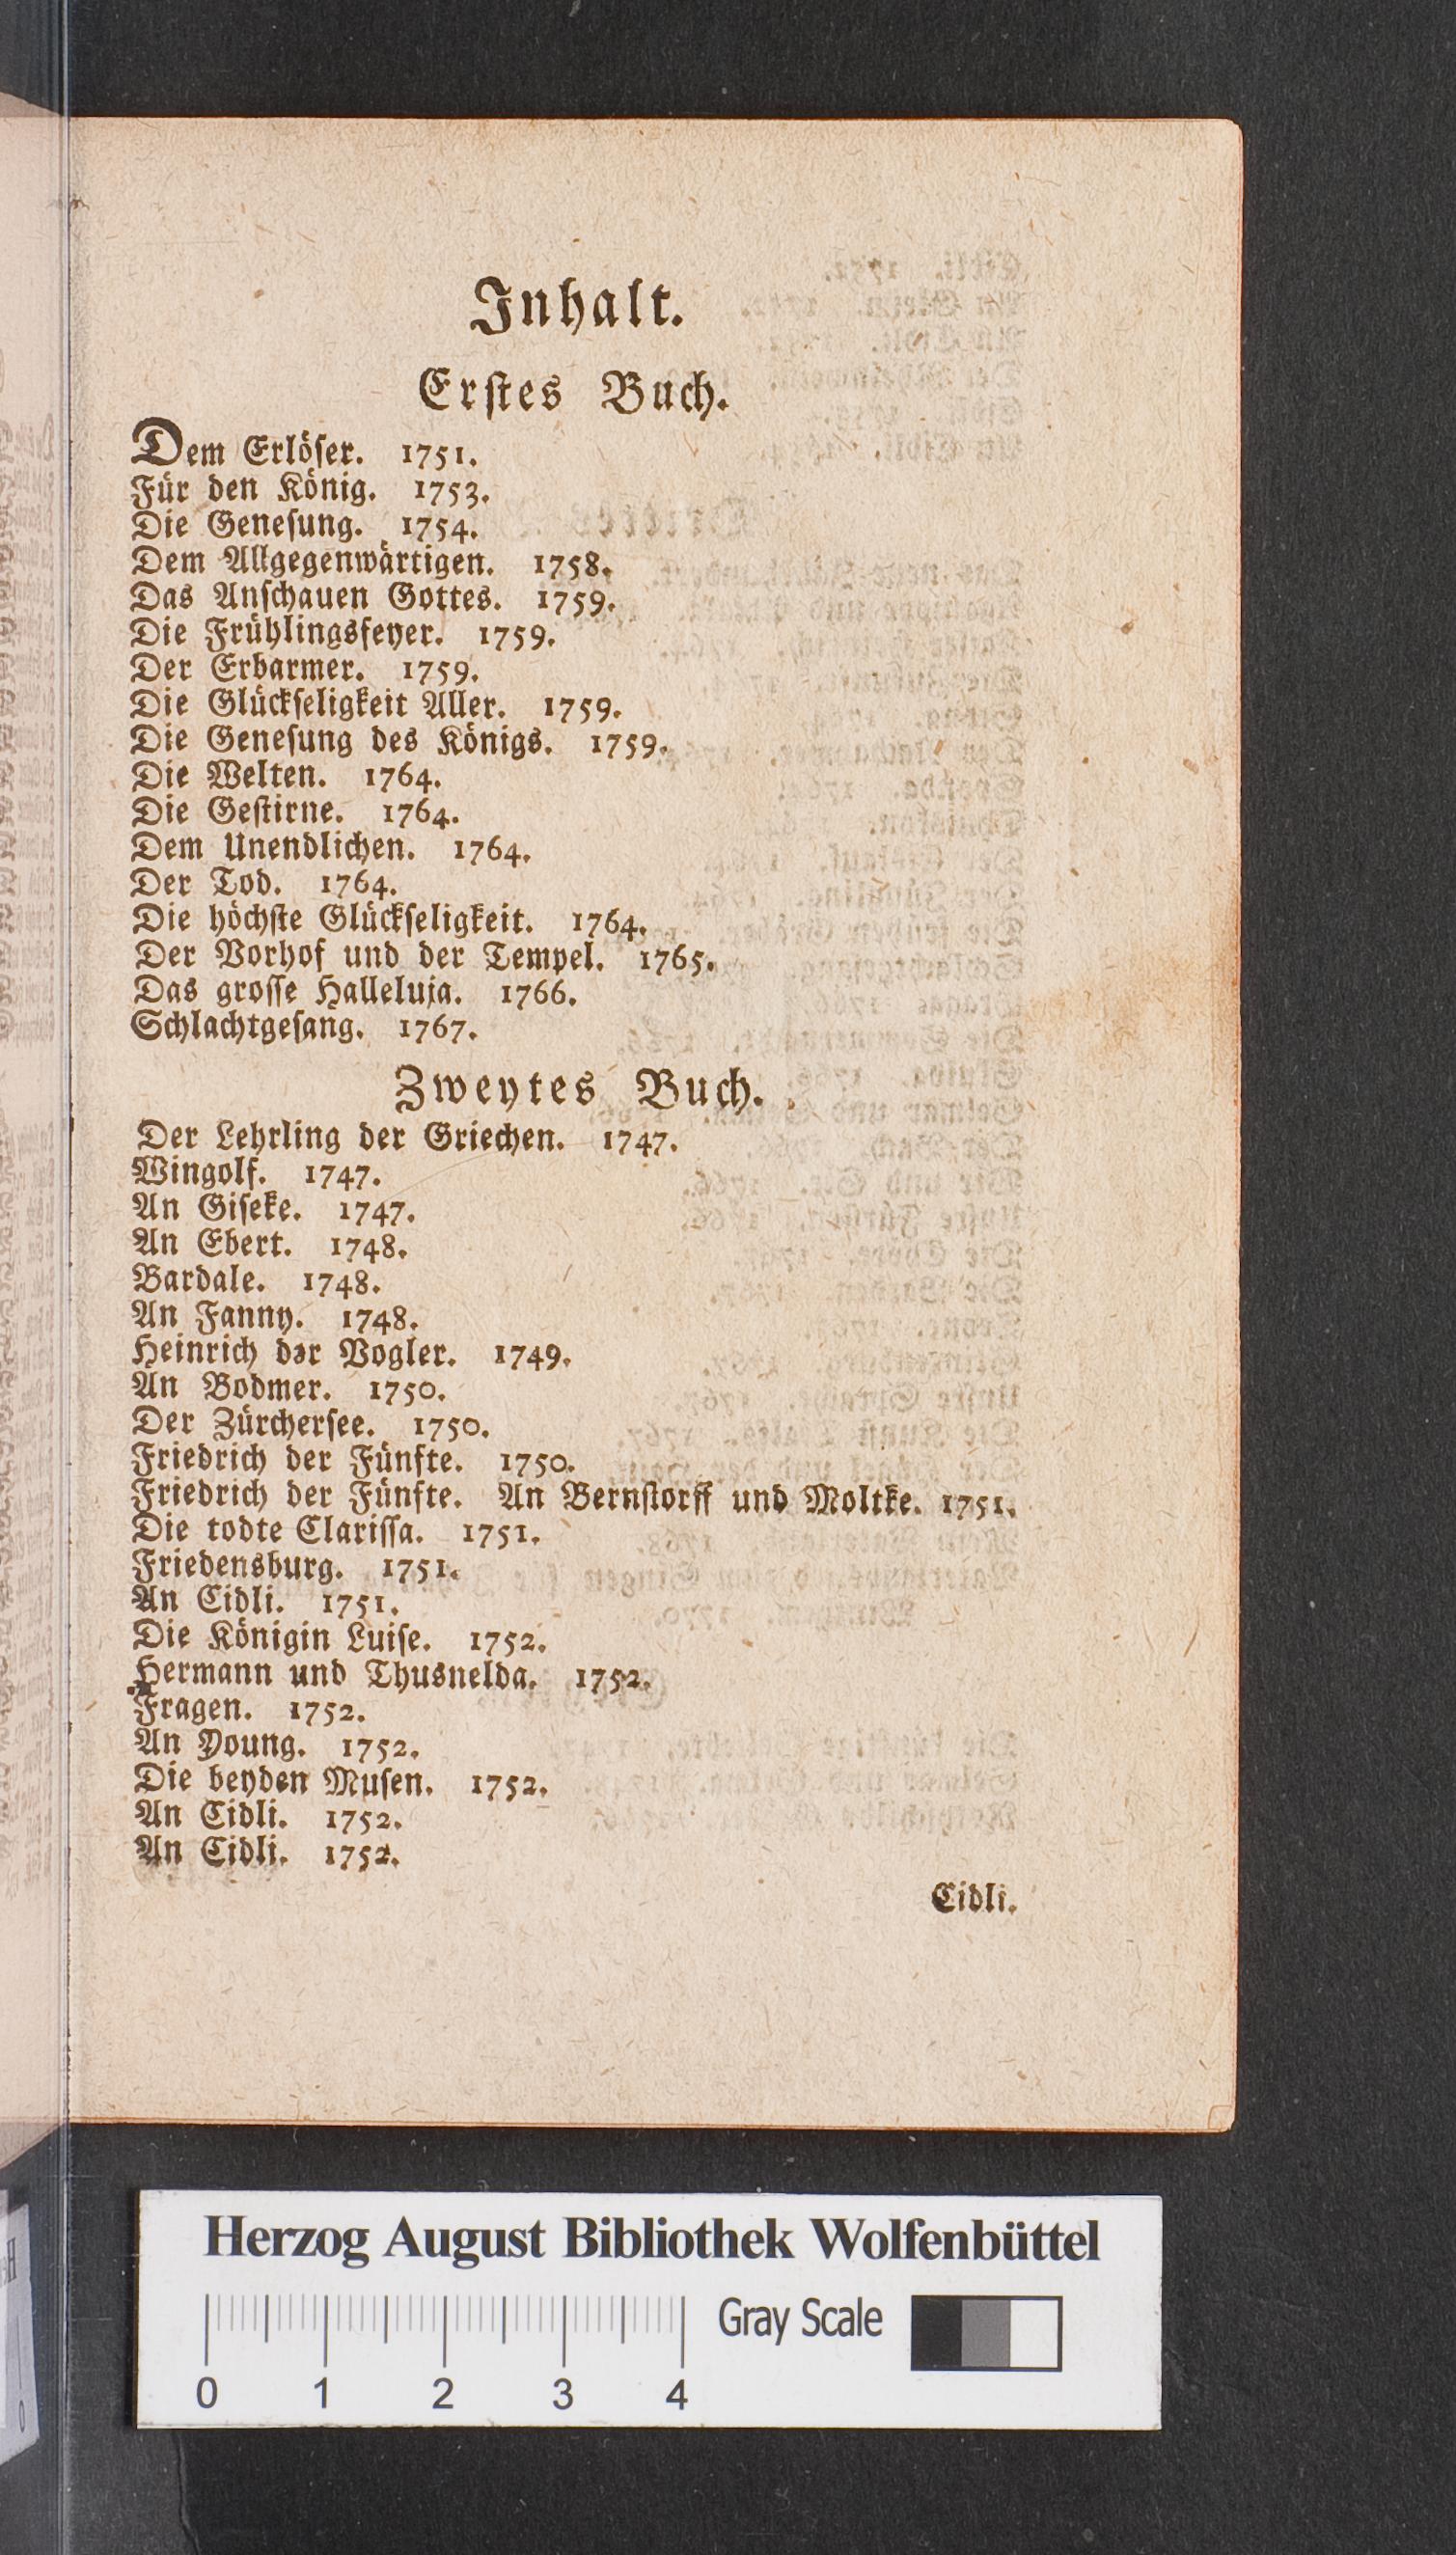 Inhalt.
Erſtes Buch.
Dem Erlöſer. 1751.
Für den König. 1753.
Die Geneſung. 1754.
Dem Allgegenwärtigen. 1758.
Das Anſchauen Gottes. 1759.
Die Frühlingsfeyer. 1759.
Der Erbarmer. 1759.
Die Glückſeligkeit Aller. 1759.
Die Geneſung des Königs. 1759.
Die Welten. 1764.
Die Geſtirne. 1764.
Dem Unendlichen. 1764.
Der Tod. 1764.
Die höchſte Glückſeligkeit. 1764.
Der Vorhof und der Tempel. 1765.
Das groſſe Halleluja. 1766.
Schlachtgeſang. 1767.
Zweytes Buch.
Der Lehrling der Griechen. 1747.
Wingolf. 1747.
An Giſeke. 1747.
An Ebert. 1748.
Bardale. 1748.
An Fanny. 1748.
Heinrich der Vogler. 1749.
An Bodmer. 1750.
Der Zürcherſee. 1750.
Friedrich der Fünfte. 1750.
Friedrich der Fünfte. An Bernſtorff und Moltke. 1751.
Die todte Clariſſa. 1751.
Friedensburg. 1751.
An Cidli. 1751.
Die Königin Luiſe. 1752.
Hermann und Thusnelda. 1752.
Fragen. 1752.
An Young. 1752.
Die beyden Muſen. 1752.
An Cidli. 1752.
An Cidli. 1752.
Cidli.
Herzog August Bibliothek Wolfenbüttel
Gray Scale
0 1 2 3 4